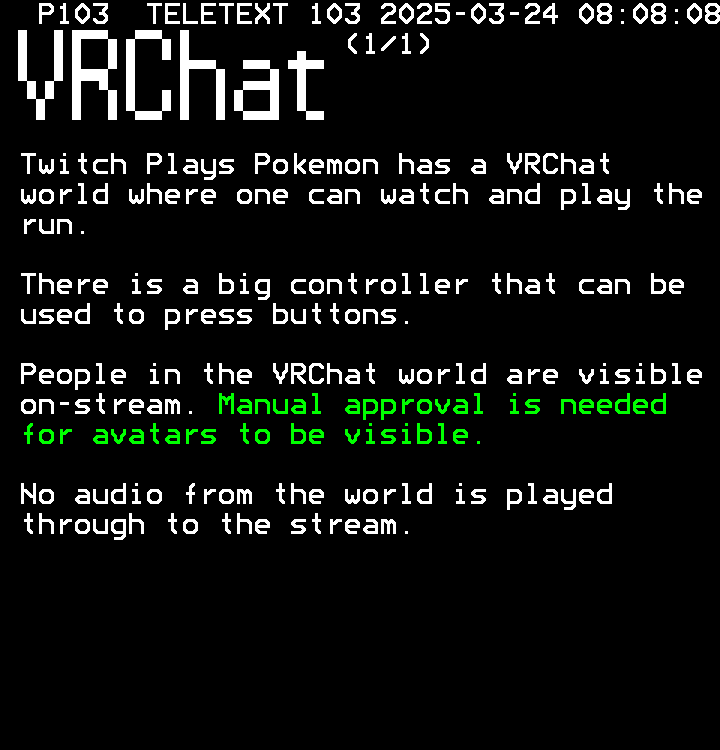 P103 TELETEXT 103 2025-03-24 08:08:08
(1/1)
VRChat
Twitch Plays Pokemon has a VRChat
world where one can watch and play the
run.
There is a big controller that can be
used to press buttons.
People in the VRChat world are visible
on-stream. Manual approval is needed
for avatars to be visible.
No audio from the world is played
through to the stream.